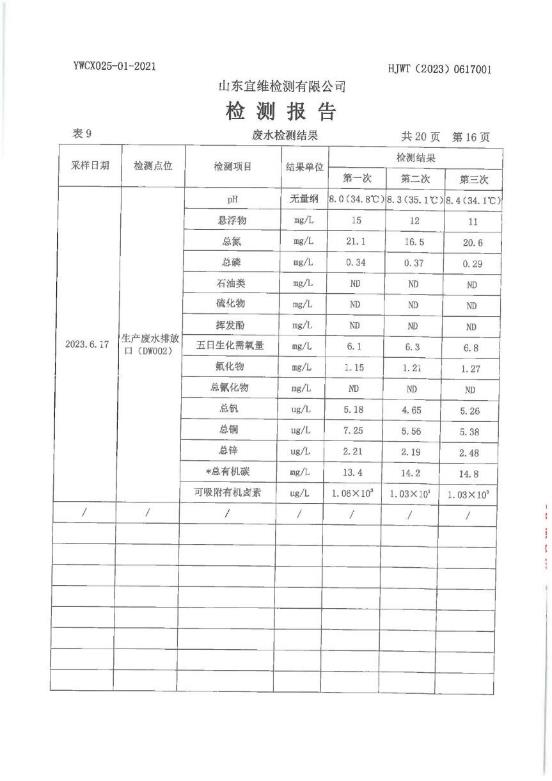 YWCX025-01-2021
HJWT（2023）0617001
山东宜维检测有限公司
检 测 报 告
表 9 废水检测结果 共 20 页 第 16 页
采样日期 检测点位 检测项目 结果单位 检测结果
第一次 第二次 第三次
2023.6.17 生产废水排放口（DW002）
pH 无量纲 8.0(34.8℃) 8.3(35.1℃) 8.4(34.1℃)
悬浮物 mg/L 15 12 11
总氮 mg/L 21.1 16.5 20.6
总磷 mg/L 0.34 0.37 0.29
石油类 mg/L ND ND ND
硫化物 mg/L ND ND ND
挥发酚 mg/L ND ND ND
五日生化需氧量 mg/L 6.1 6.3 6.8
氟化物 mg/L 1.15 1.21 1.27
总氰化物 mg/L ND ND ND
总钒 ug/L 5.18 4.65 5.26
总铜 ug/L 7.25 5.56 5.38
总锌 ug/L 2.21 2.19 2.48
*总有机碳 mg/L 13.4 14.2 14.8
可吸附有机卤素 ug/L
/ / / / / / /